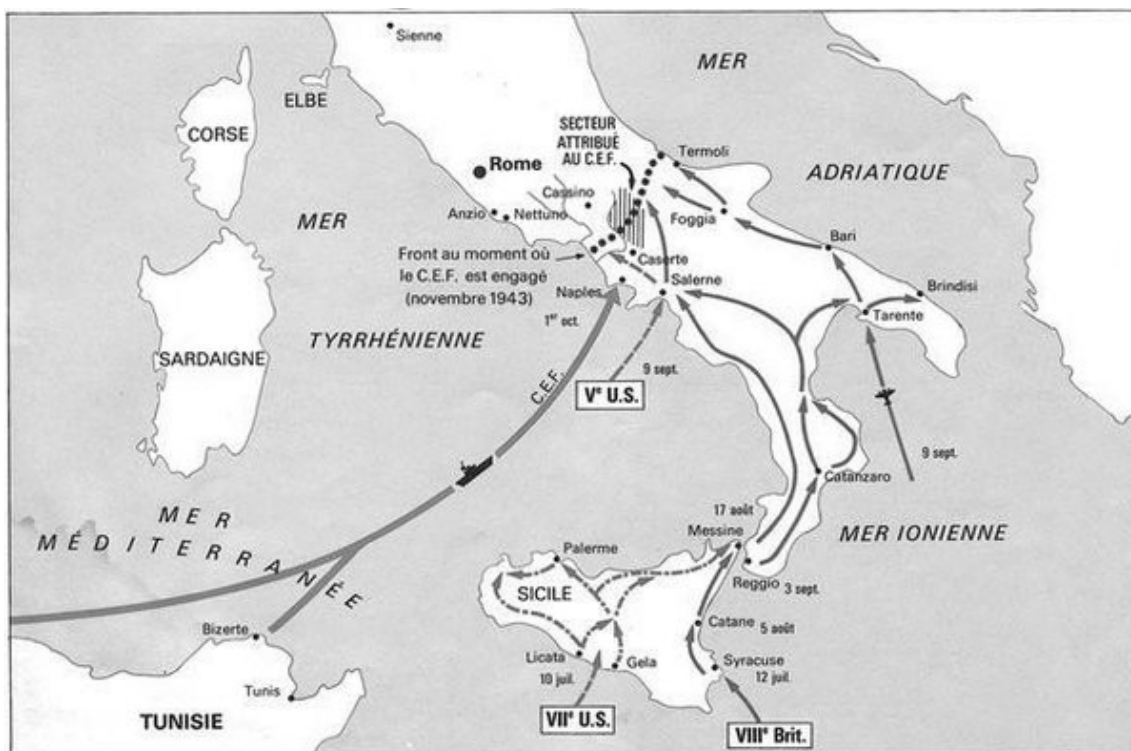 Sienne
MER
ELBE
CORSE
SECTEUR
ATTRIBUÉ
AU C.E.F.
Termoli
Rome
ADRIATIQUE
Cassino
MER
Anzio
Nettuno
Foggia
Bari
Front au moment où
le C.E.F. est engagé
(novembre 1943)
Caserte
Salerne
Naples
Brindisi
1er oct.
Tarente
TYRRHÉNIENNE
SARDAIGNE
C.E.F.
9 sept.
Ve U.S.
9 sept.
Catanzaro
17 août
MER
MÉDITERRANÉE
Messine
MER IONIENNE
Palerme
SICILE
Reggio
3 sept.
Bizerte
Catane
5 août
Licata
10 juil.
Gela
Syracuse
12 juil.
Tunis
TUNISIE
VIIe U.S.
VIIIe Brit.